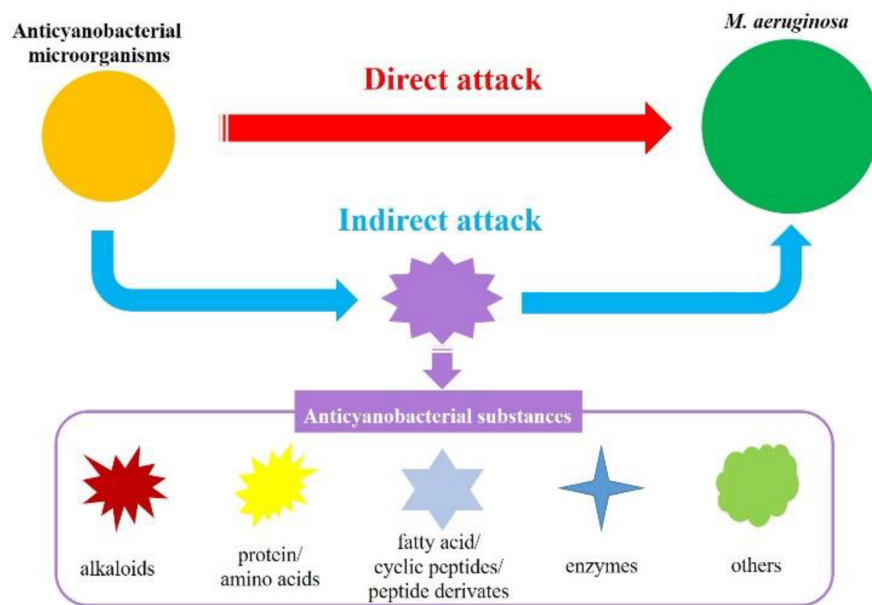 Anticyanobacterial
microorganisms
M. aeruginosa
Direct attack
Indirect attack
Anticyanobacterial substances
alkaloids
protein/
amino acids
fatty acid/
cyclic peptides/
peptide derivates
enzymes
others